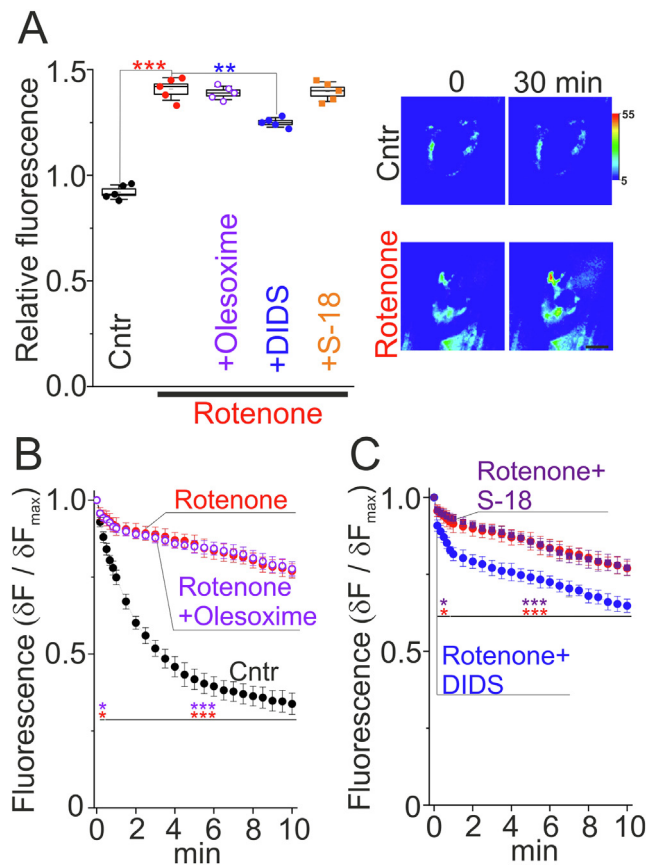 A
Relative fluorescence
1.5
1.0
0.5
0.0
***
**
Cntr
+Olesoxime
+DIDS
+S-18
Rotenone
0
30 min
Cntr
55
5
Rotenone
B
Fluorescence (δF / δFmax)
1.0
0.5
0
Rotenone
Rotenone
+Olesoxime
Cntr
*
***
*
***
0
2
4
6
8
10
min
C
Fluorescence (δF / δFmax)
1.0
0.5
0
Rotenone+
S-18
*
***
*
***
Rotenone+
DIDS
0
2
4
6
8
10
min